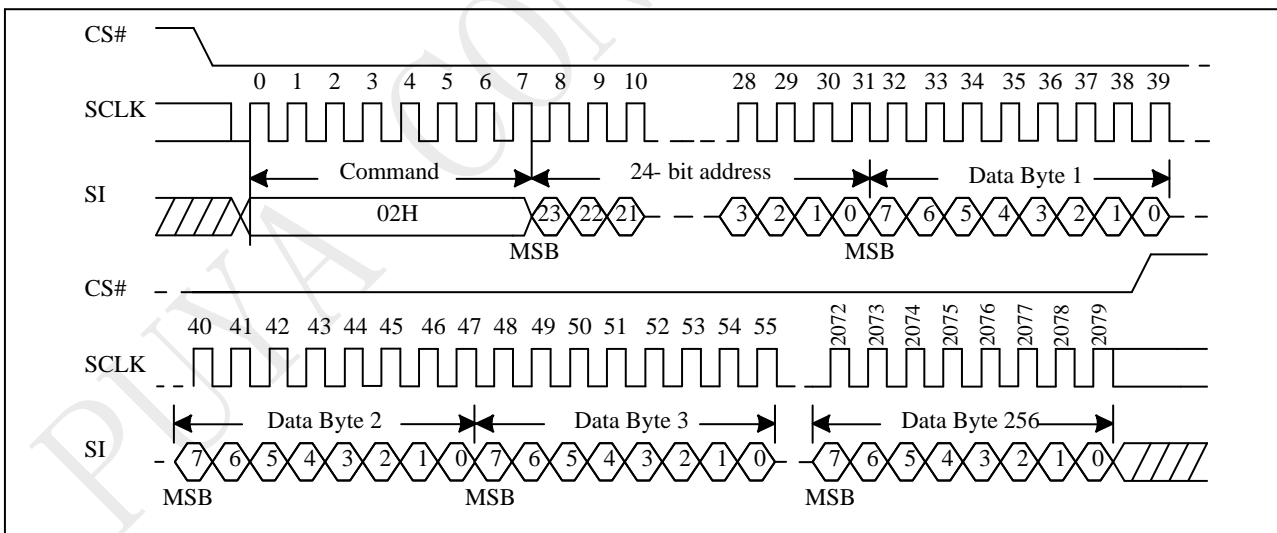 CS#
0 1 2 3 4 5 6 7 8 9 10 28 29 30 31 32 33 34 35 36 37 38 39
SCLK
Command 24- bit address Data Byte 1
SI
02H 23 22 21 3 2 1 0 7 6 5 4 3 2 1 0
MSB MSB
CS#
40 41 42 43 44 45 46 47 48 49 50 51 52 53 54 55 2072 2073 2074 2075 2076 2077 2078 2079
SCLK
Data Byte 2 Data Byte 3 Data Byte 256
SI
7 6 5 4 3 2 1 0 7 6 5 4 3 2 1 0 7 6 5 4 3 2 1 0
MSB MSB MSB
PUYA CON